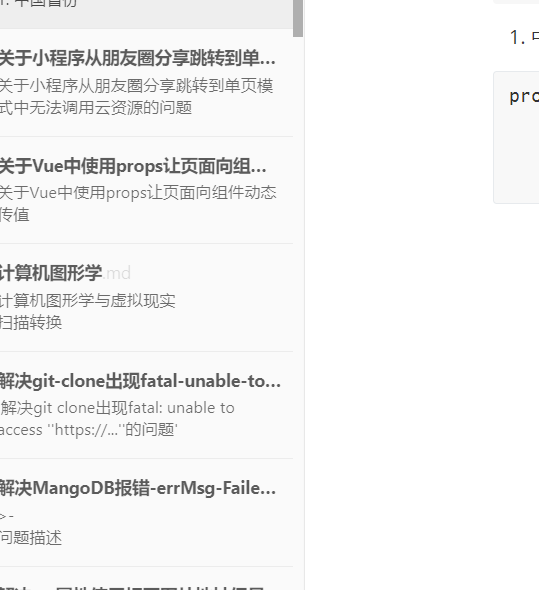 1. 中国省份
关于小程序从朋友圈分享跳转到单...
关于小程序从朋友圈分享跳转到单页模
式中无法调用云资源的问题
关于Vue中使用props让页面向组...
关于Vue中使用props让页面向组件动态
传值
计算机图形学.md
计算机图形学与虚拟现实
扫描转换
解决git-clone出现fatal-unable-to...
'解决git clone出现fatal: unable to
access ''https://...''的问题'
解决MangoDB报错-errMsg-Faile...
>-
问题描述
1.
pro